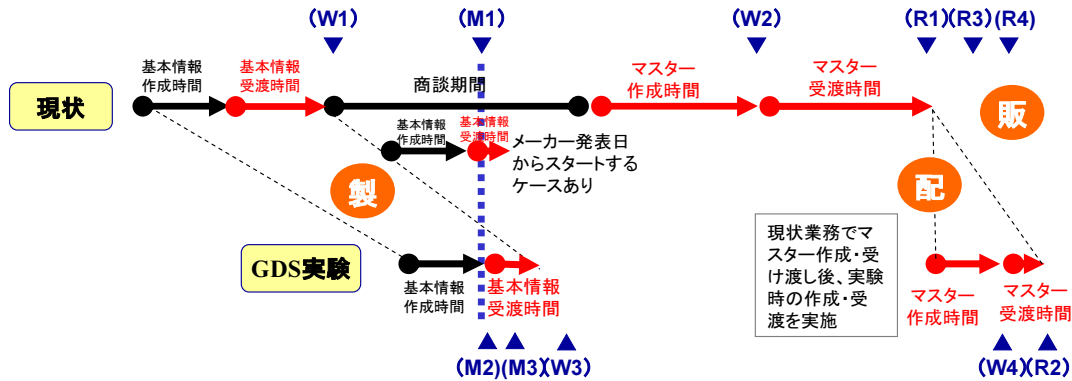 (W1)
(M1)
(W2)
(R1)
(R3)
(R4)
基本情報
作成時間
基本情報
受渡時間
商談期間
マスター
作成時間
マスター
受渡時間
現状
販
基本情報
作成時間
基本情報
受渡時間
メーカー発表日
からスタートする
ケースあり
製
配
現状業務でマ
スター作成・受
け渡し後、実験
時の作成・受
渡を実施
GDS実験
基本情報
作成時間
基本情報
受渡時間
マスター
作成時間
マスター
受渡時間
(M2)
(M3)
(W3)
(W4)
(R2)